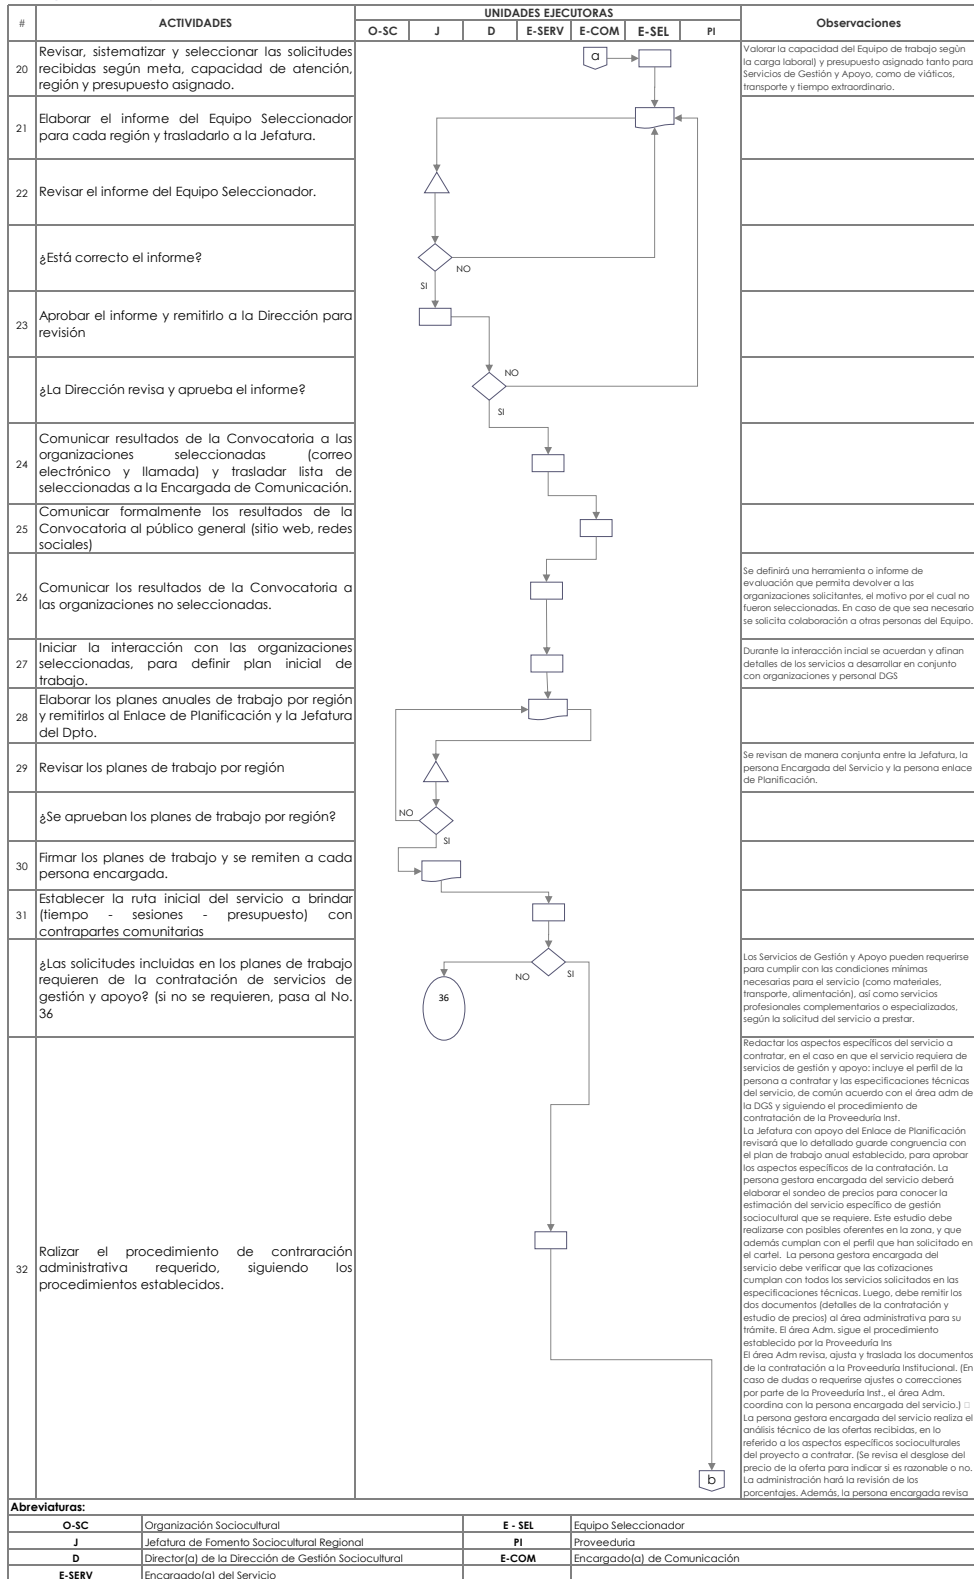 #
ACTIVIDADES
UNIDADES EJECUTORAS
Observaciones
O-SC
J
D
E-SERV
E-COM
E-SEL
PI
20
Revisar, sistematizar y seleccionar las solicitudes
recibidas según meta, capacidad de atención,
región y presupuesto asignado.
a
Valorar la capacidad del Equipo de trabajo según
la carga laboral) y presupuesto asignado tanto para
Servicios de Gestión y Apoyo, como de viáticos,
transporte y tiempo extraordinario.
21
Elaborar el informe del Equipo Seleccionador
para cada región y trasladarlo a la Jefatura.
22
Revisar el informe del Equipo Seleccionador.
¿Está correcto el informe?
NO
SI
23
Aprobar el informe y remitirlo a la Dirección para
revisión
¿La Dirección revisa y aprueba el informe?
NO
SI
24
Comunicar resultados de la Convocatoria a las
organizaciones seleccionadas (correo
electrónico y llamada) y trasladar lista de
seleccionadas a la Encargada de Comunicación.
25
Comunicar formalmente los resultados de la
Convocatoria al público general (sitio web, redes
sociales)
26
Comunicar los resultados de la Convocatoria a
las organizaciones no seleccionadas.
Se definirá una herramienta o informe de
evaluación que permita devolver a las
organizaciones solicitantes, el motivo por el cual no
fueron seleccionadas. En caso de que sea necesario
se solicita colaboración a otras personas del Equipo.
27
Iniciar la interacción con las organizaciones
seleccionadas, para definir plan inicial de
trabajo.
Durante la interacción incial se acuerdan y afinan
detalles de los servicios a desarrollar en conjunto
con organizaciones y personal DGS
28
Elaborar los planes anuales de trabajo por región
y remitirlos al Enlace de Planificación y la Jefatura
del Dpto.
29
Revisar los planes de trabajo por región
Se revisan de manera conjunta entre la Jefatura, la
persona Encargada del Servicio y la persona enlace
de Planificación.
¿Se aprueban los planes de trabajo por región?
NO
SI
30
Firmar los planes de trabajo y se remiten a cada
persona encargada.
31
Establecer la ruta inicial del servicio a brindar
(tiempo - sesiones - presupuesto) con
contrapartes comunitarias
¿Las solicitudes incluidas en los planes de trabajo
requieren de la contratación de servicios de
gestión y apoyo? (si no se requieren, pasa al No.
36
NO
SI
36
Los Servicios de Gestión y Apoyo pueden requerirse
para cumplir con las condiciones mínimas
necesarias para el servicio (como materiales,
transporte, alimentación), así como servicios
profesionales complementarios o especializados,
según la solicitud del servicio a prestar.
32
Ralizar el procedimiento de contraración
administrativa requerido, siguiendo los
procedimientos establecidos.
b
Redactar los aspectos específicos del servicio a
contratar, en el caso en que el servicio requiera de
servicios de gestión y apoyo: incluye el perfil de la
persona a contratar y las especificaciones técnicas
del servicio, de común acuerdo con el área adm de
la DGS y siguiendo el procedimiento de
contratación de la Proveeduría Inst.
La Jefatura con apoyo del Enlace de Planificación
revisará que lo detallado guarde congruencia con
el plan de trabajo anual establecido, para aprobar
los aspectos específicos de la contratación. La
persona gestora encargada del servicio deberá
elaborar el sondeo de precios para conocer la
estimación del servicio específico de gestión
sociocultural que se requiere. Este estudio debe
realizarse con posibles oferentes en la zona, y que
además cumplan con el perfil que han solicitado en
el cartel. La persona gestora encargada del
servicio debe verificar que las cotizaciones
cumplan con todos los servicios solicitados en las
especificaciones técnicas. Luego, debe remitir los
dos documentos (detalles de la contratación y
estudio de precios) al área administrativa para su
trámite. El área Adm. sigue el procedimiento
establecido por la Proveeduría Ins
El área Adm revisa, ajusta y traslada los documentos
de la contratación a la Proveeduría Institucional. (En
caso de dudas o requerirse ajustes o correcciones
por parte de la Proveeduría Inst., el área Adm.
coordina con la persona encargada del servicio.)
La persona gestora encargada del servicio realiza el
análisis técnico de las ofertas recibidas, en lo
referido a los aspectos específicos socioculturales
del proyecto a contratar. (Se revisa el desglose del
precio de la oferta para indicar si es razonable o no.
La administración hará la revisión de los
porcentajes. Además, la persona encargada revisa
Abreviaturas:
O-SC Organización Sociocultural E - SEL Equipo Seleccionador
J Jefatura de Fomento Sociocultural Regional PI Proveeduria
D Director(a) de la Dirección de Gestión Sociocultural E-COM Encargado(a) de Comunicación
E-SERV Encargado(a) del Servicio